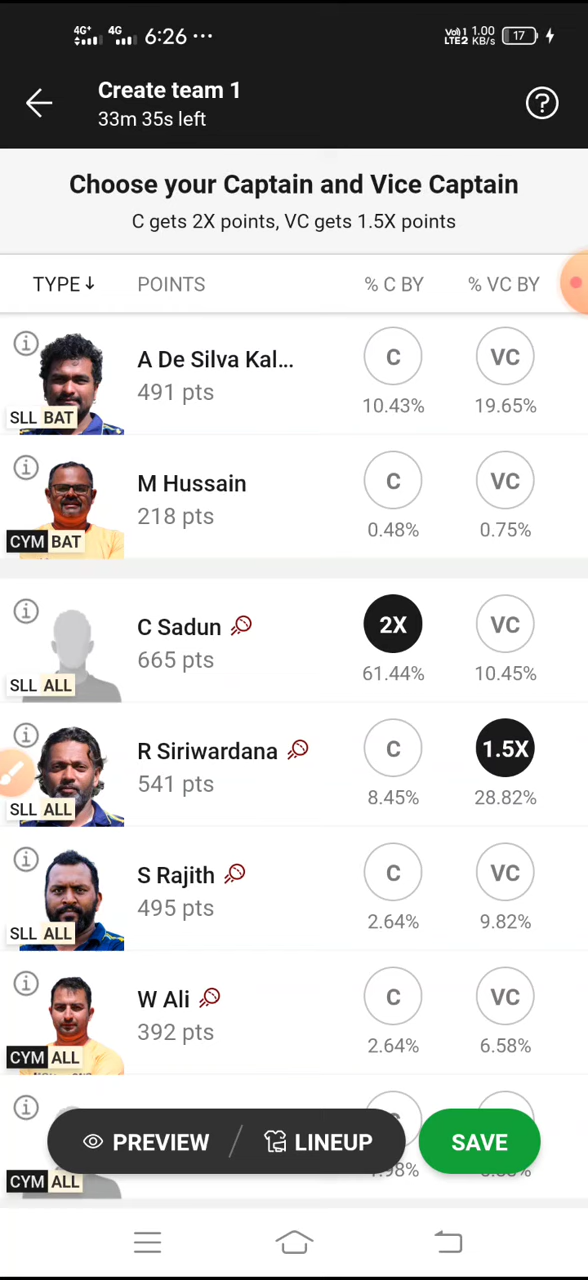 4G+ 4G 6:26 ··· Vo)) 1 LTE2 1.00 KB/s 17
Create team 1
33m 35s left
Choose your Captain and Vice Captain
C gets 2X points, VC gets 1.5X points
TYPE↓ POINTS % C BY % VC BY
A De Silva Kal... C VC
491 pts
SLL BAT 10.43% 19.65%
M Hussain C VC
218 pts
CYM BAT 0.48% 0.75%
C Sadun 2X VC
665 pts
SLL ALL 61.44% 10.45%
R Siriwardana C 1.5X
541 pts
SLL ALL 8.45% 28.82%
S Rajith C VC
495 pts
SLL ALL 2.64% 9.82%
W Ali C VC
392 pts
CYM ALL 2.64% 6.58%
PREVIEW / LINEUP SAVE
CYM ALL